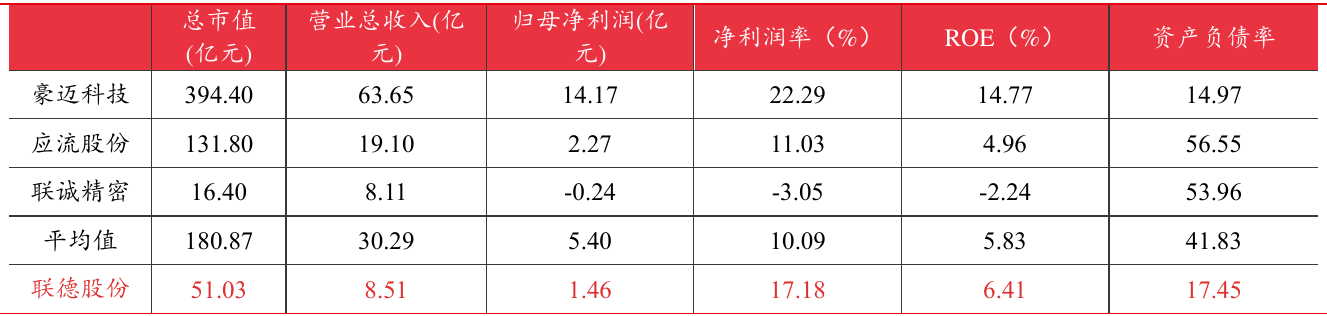 总市值(亿元) 营业总收入(亿元) 归母净利润(亿元) 净利润率（%） ROE（%） 资产负债率
豪迈科技 394.40 63.65 14.17 22.29 14.77 14.97
应流股份 131.80 19.10 2.27 11.03 4.96 56.55
联诚精密 16.40 8.11 -0.24 -3.05 -2.24 53.96
平均值 180.87 30.29 5.40 10.09 5.83 41.83
联德股份 51.03 8.51 1.46 17.18 6.41 17.45